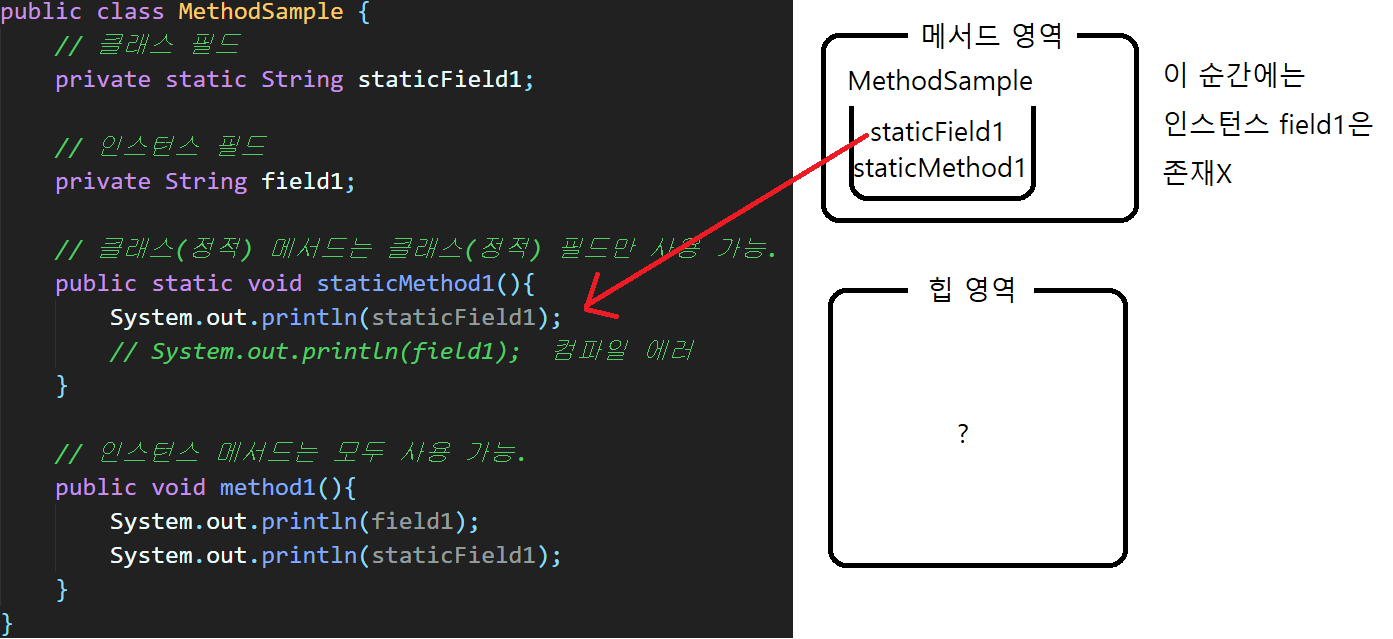 public class MethodSample {
// 클래스 필드
private static String staticField1;
// 인스턴스 필드
private String field1;
// 클래스(정적) 메서드는 클래스(정적) 필드만 사용 가능.
public static void staticMethod1(){
System.out.println(staticField1);
// System.out.println(field1);  컴파일 에러
}
// 인스턴스 메서드는 모두 사용 가능.
public void method1(){
System.out.println(field1);
System.out.println(staticField1);
}
}
메서드 영역
MethodSample
staticField1
staticMethod1
이 순간에는
인스턴스 field1은
존재X
힙 영역
?